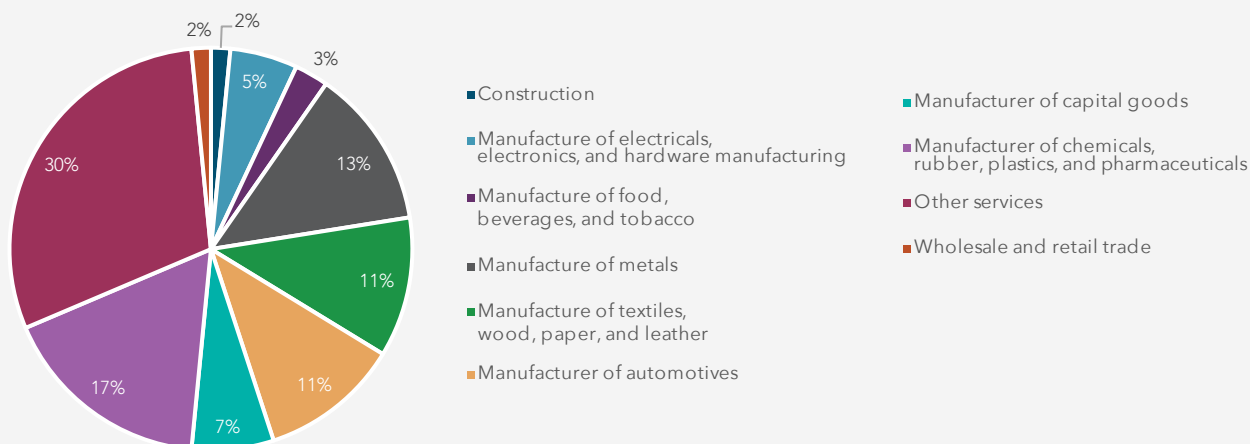 2%
2%
3%
5%
13%
30%
11%
17%
11%
7%
Construction
Manufacture of electricals,
electronics, and hardware manufacturing
Manufacture of food,
beverages, and tobacco
Manufacture of metals
Manufacture of textiles,
wood, paper, and leather
Manufacturer of automotives
Manufacturer of capital goods
Manufacturer of chemicals,
rubber, plastics, and pharmaceuticals
Other services
Wholesale and retail trade